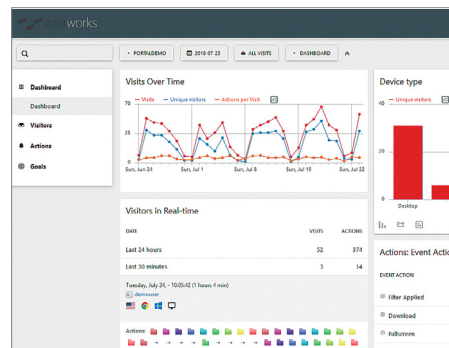 interworks
PORTALDEMO
2018-07-23
ALL VISITS
DASHBOARD
Dashboard
Dashboard
Visitors
Actions
Goals
Visits Over Time
Visits
Unique visitors
Actions per Visit
70
35
0
Sun, Jun 24
Sun, Jul 1
Sun, Jul 8
Sun, Jul 15
Sun, Jul 22
Visitors in Real-time
DATE VISITS ACTIONS
Last 24 hours 52 374
Last 30 minutes 3 14
Tuesday, July 24, - 10:05:42 (1 hours 4 min)
demouser
Actions:
Device type
Unique visitors
40
20
0
Desktop
Actions: Event Actio
EVENT ACTION
Filter Applied
Download
Fullscreen